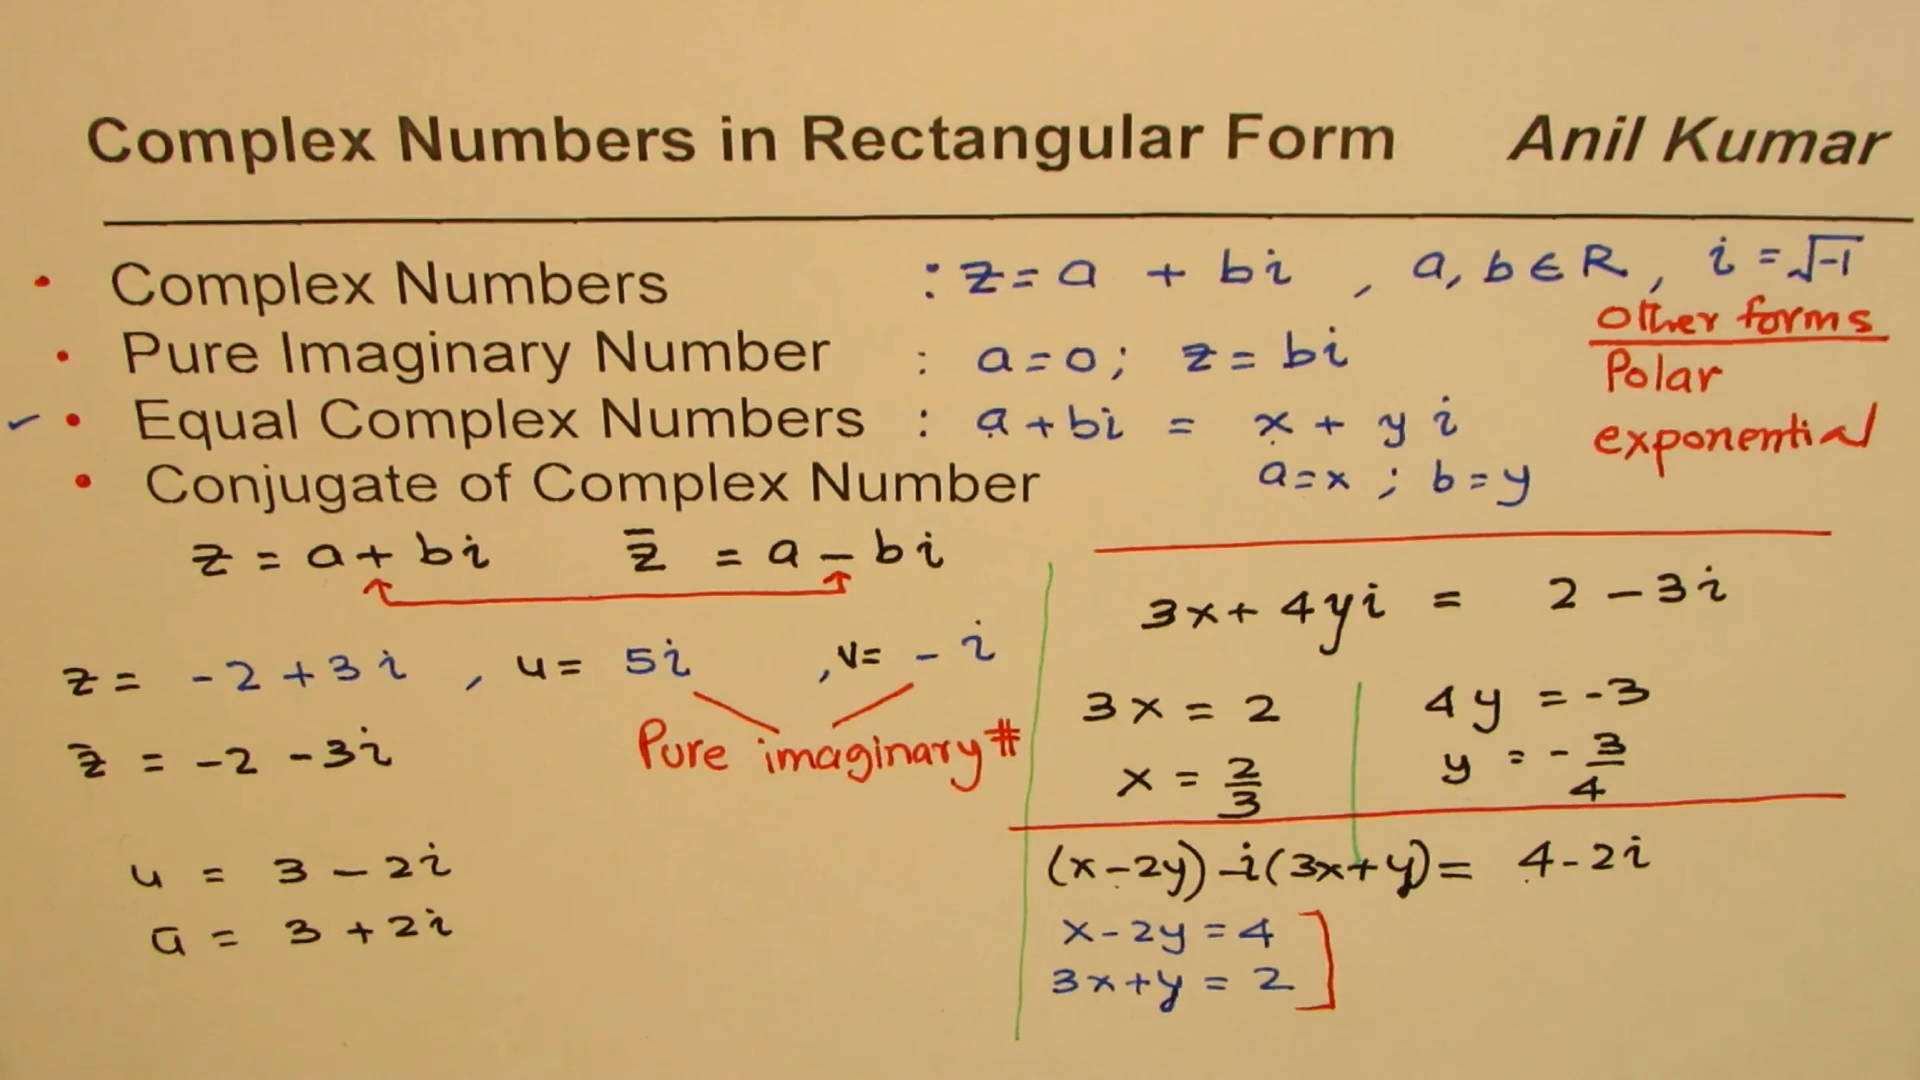 Complex Numbers in Rectangular Form Anil Kumar
• Complex Numbers : z = a + bi , a, b ∈ R , i = √-1
• Pure Imaginary Number : a = 0 ; z = bi
• Equal Complex Numbers : a + bi = x + y i
a = x ; b = y
• Conjugate of Complex Number
Other forms
Polar
exponential
z = a + bi z̄ = a - bi
z = -2 + 3i , u = 5i , v = - i
Pure imaginary #
z̄ = -2 - 3i
u = 3 - 2i
ū = 3 + 2i
3x + 4yi = 2 - 3i
3x = 2 4y = -3
x = 2/3 y = -3/4
(x-2y) - i(3x+y) = 4 - 2i
x - 2y = 4
3x + y = 2